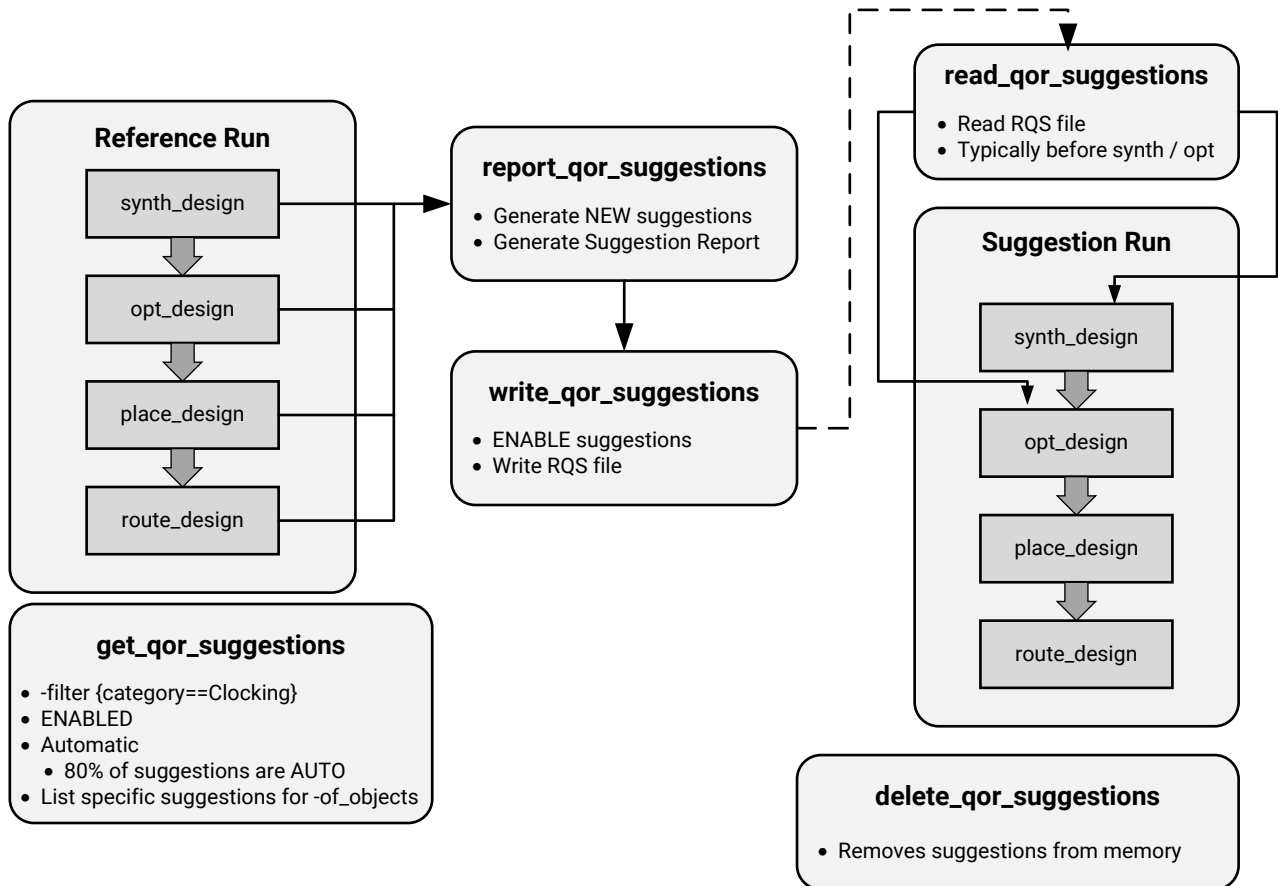 Reference Run
synth_design
opt_design
place_design
route_design
get_qor_suggestions
• -filter {category==Clocking}
• ENABLED
• Automatic
• 80% of suggestions are AUTO
• List specific suggestions for -of_objects
report_qor_suggestions
• Generate NEW suggestions
• Generate Suggestion Report
write_qor_suggestions
• ENABLE suggestions
• Write RQS file
read_qor_suggestions
• Read RQS file
• Typically before synth / opt
Suggestion Run
synth_design
opt_design
place_design
route_design
delete_qor_suggestions
• Removes suggestions from memory